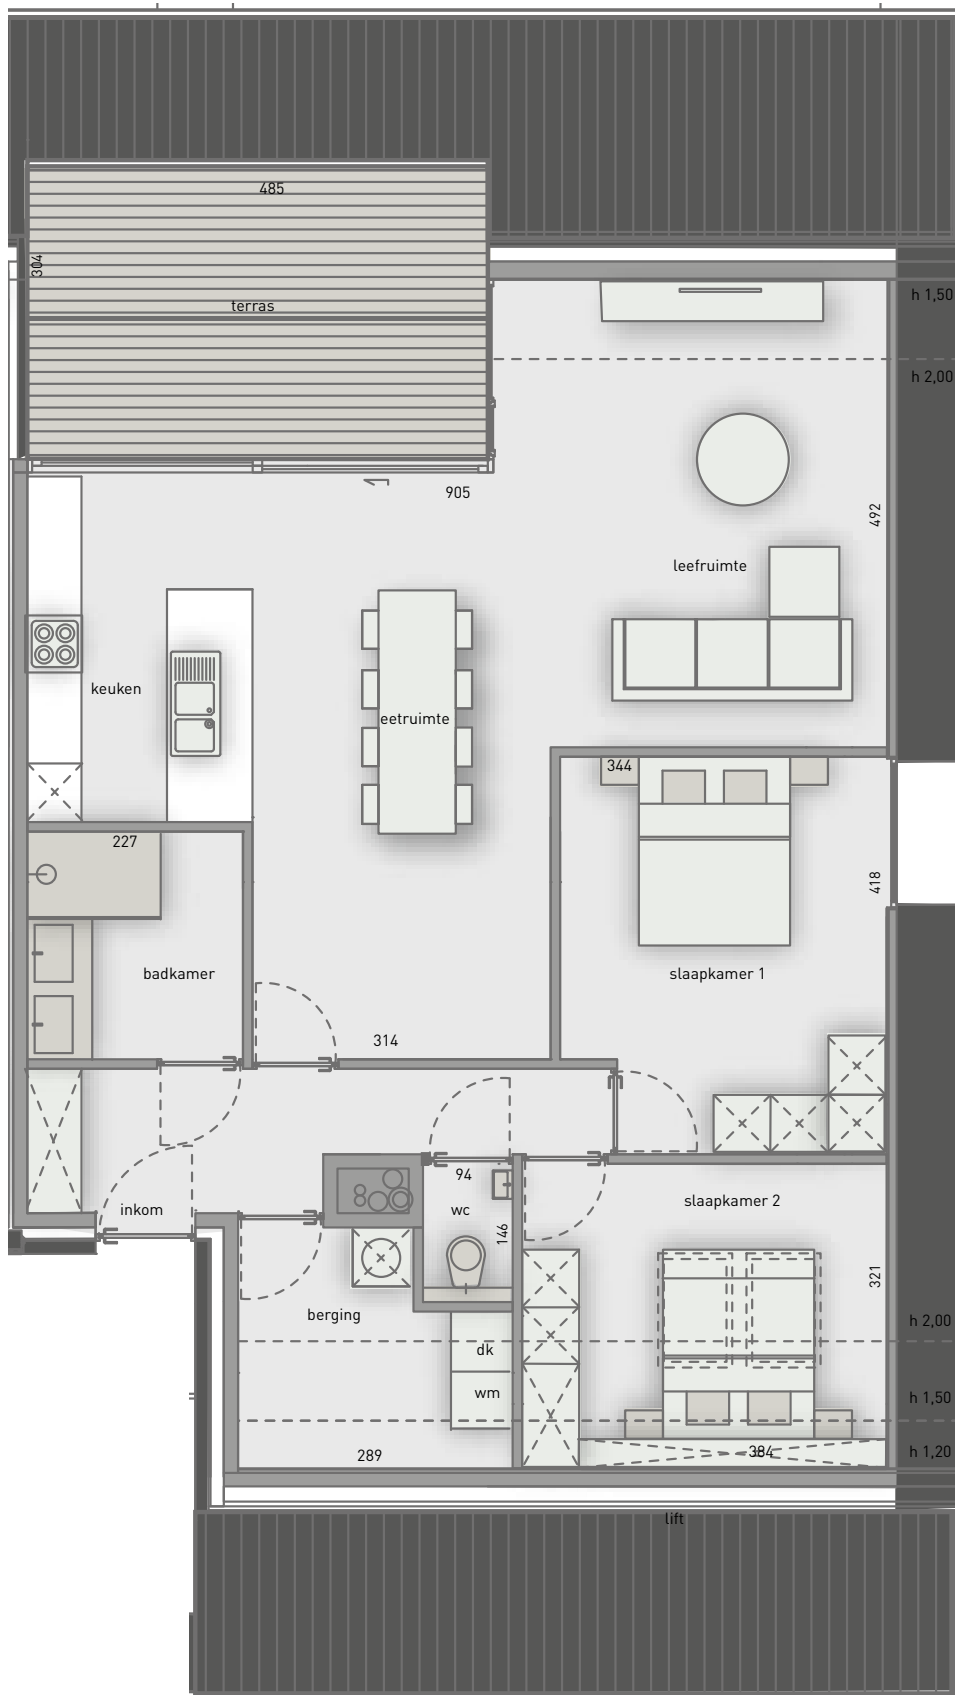 485
304
terras
h 1,50
h 2,00
905
492
leefruimte
keuken
eetruimte
344
227
418
badkamer
slaapkamer 1
314
94
wc
146
slaapkamer 2
inkom
321
berging
h 2,00
dk
wm
h 1,50
289
384
h 1,20
lift